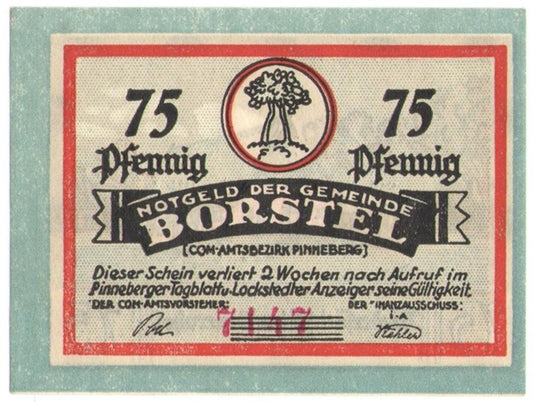 75 75
Pfennig Pfennig
NOTGELD DER GEMEINDE
BORSTEL
[COM·AMTSBEZIRK PINNEBERG]
Dieser Schein verliert 2 Wochen nach Aufruf im
Pinneberger Tagblatt u. Lockstedter Anzeiger seine Gültigkeit.
DER COM·AMTSVORSTEHER: DER FINANZAUSSCHUSS:
I·A
7147